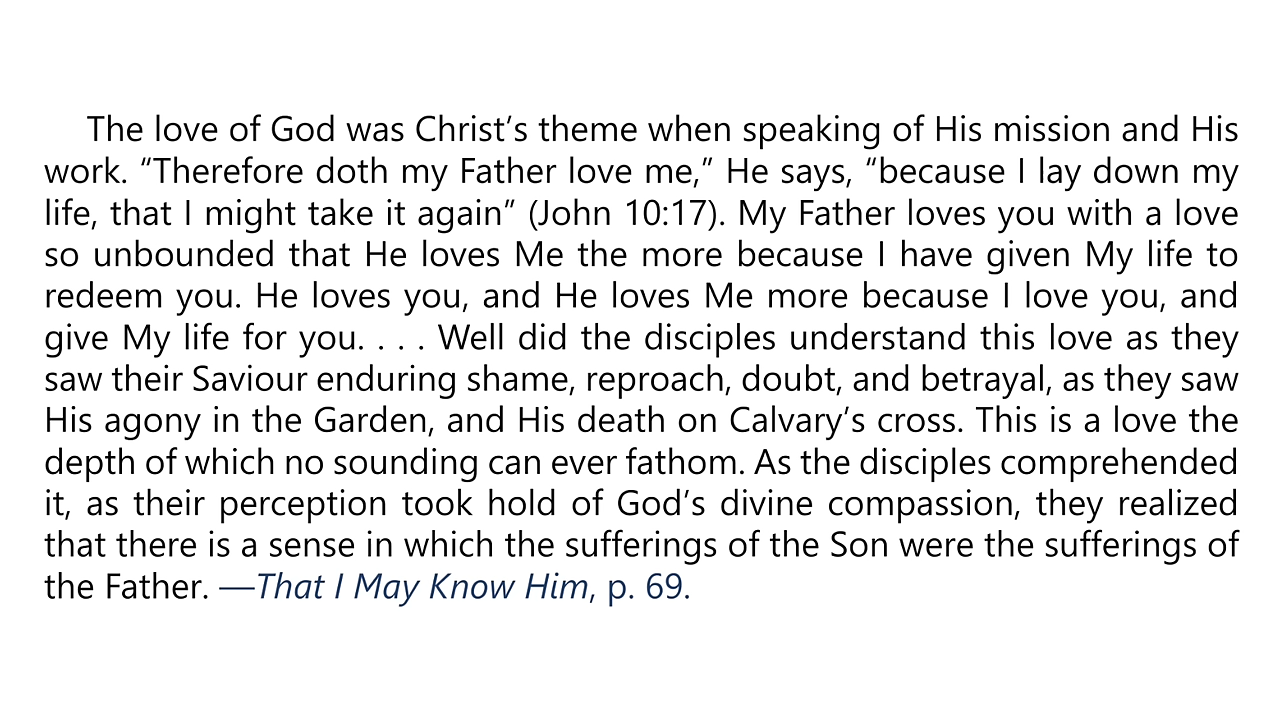 The love of God was Christ’s theme when speaking of His mission and His
work. “Therefore doth my Father love me,” He says, “because I lay down my
life, that I might take it again” (John 10:17). My Father loves you with a love
so unbounded that He loves Me the more because I have given My life to
redeem you. He loves you, and He loves Me more because I love you, and
give My life for you. . . . Well did the disciples understand this love as they
saw their Saviour enduring shame, reproach, doubt, and betrayal, as they saw
His agony in the Garden, and His death on Calvary’s cross. This is a love the
depth of which no sounding can ever fathom. As the disciples comprehended
it, as their perception took hold of God’s divine compassion, they realized
that there is a sense in which the sufferings of the Son were the sufferings of
the Father. —That I May Know Him, p. 69.